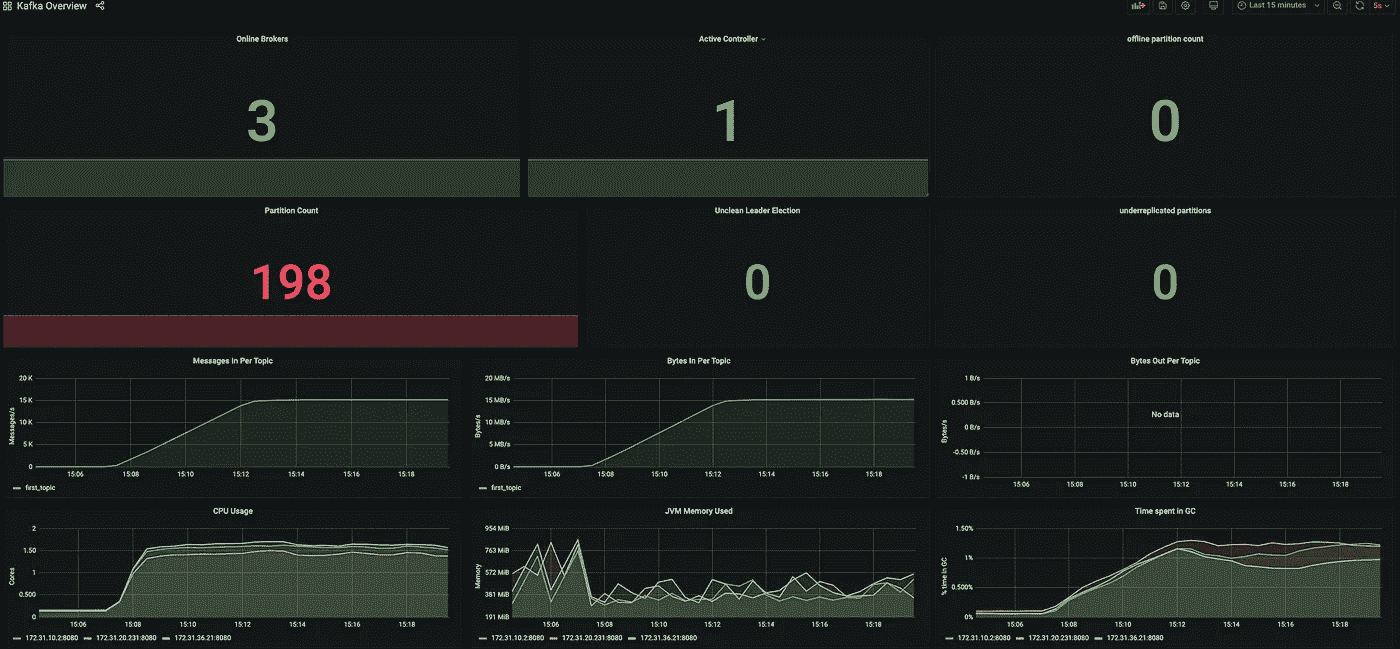 Kafka Overview
Last 15 minutes
5s
Online Brokers
Active Controller
offline partition count
3
1
0
Partition Count
Unclean Leader Election
underreplicated partitions
198
0
0
Messages In Per Topic
20 K
15 K
10 K
5 K
0
Messages/s
15:06 15:08 15:10 15:12 15:14 15:16 15:18
first_topic
Bytes In Per Topic
20 MB/s
15 MB/s
10 MB/s
5 MB/s
0 B/s
Bytes/s
15:06 15:08 15:10 15:12 15:14 15:16 15:18
first_topic
Bytes Out Per Topic
1 B/s
0.500 B/s
0 B/s
-0.50 B/s
-1 B/s
Bytes/s
No data
15:06 15:08 15:10 15:12 15:14 15:16 15:18
CPU Usage
2
1.50
1
0.500
0
Cores
15:06 15:08 15:10 15:12 15:14 15:16 15:18
172.31.10.2:8080 172.31.20.231:8080 172.31.36.21:8080
JVM Memory Used
954 MiB
763 MiB
572 MiB
381 MiB
191 MiB
Memory
15:06 15:08 15:10 15:12 15:14 15:16 15:18
172.31.10.2:8080 172.31.20.231:8080 172.31.36.21:8080
Time spent in GC
1.50%
1%
0.500%
0%
% time in GC
15:06 15:08 15:10 15:12 15:14 15:16 15:18
172.31.10.2:8080 172.31.20.231:8080 172.31.36.21:8080